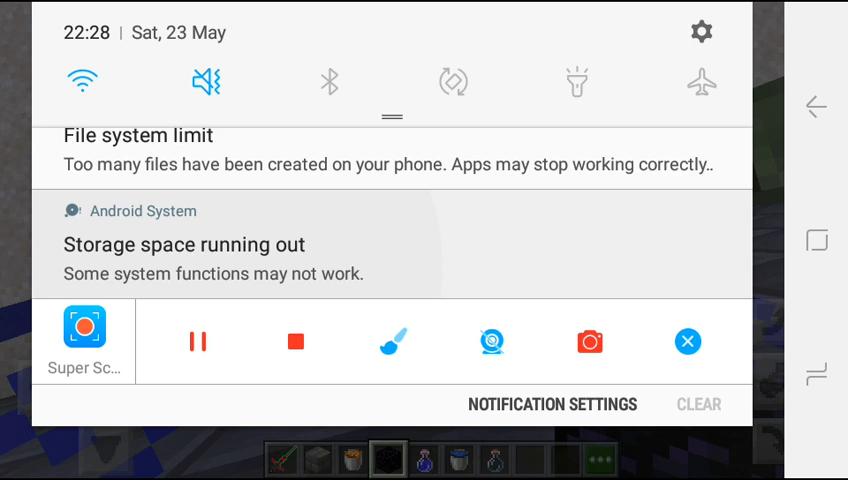 22:28 | Sat, 23 May
File system limit
Too many files have been created on your phone. Apps may stop working correctly..
Android System
Storage space running out
Some system functions may not work.
Super Sc...
NOTIFICATION SETTINGS CLEAR